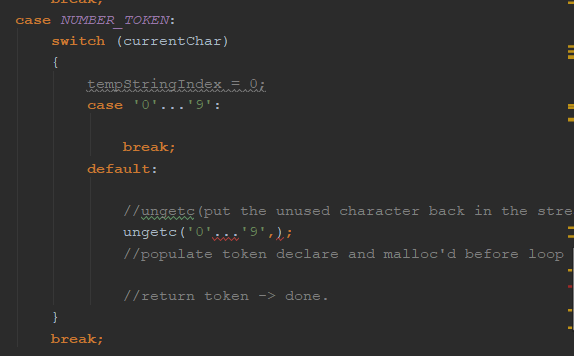 break;
case NUMBER_TOKEN:
switch (currentChar)
{
tempStringIndex = 0;
case '0'...'9':
break;
default:
//ungetc(put the unused character back in the stre
ungetc('0'...'9',);
//populate token declare and malloc'd before loop
//return token -> done.
}
break;